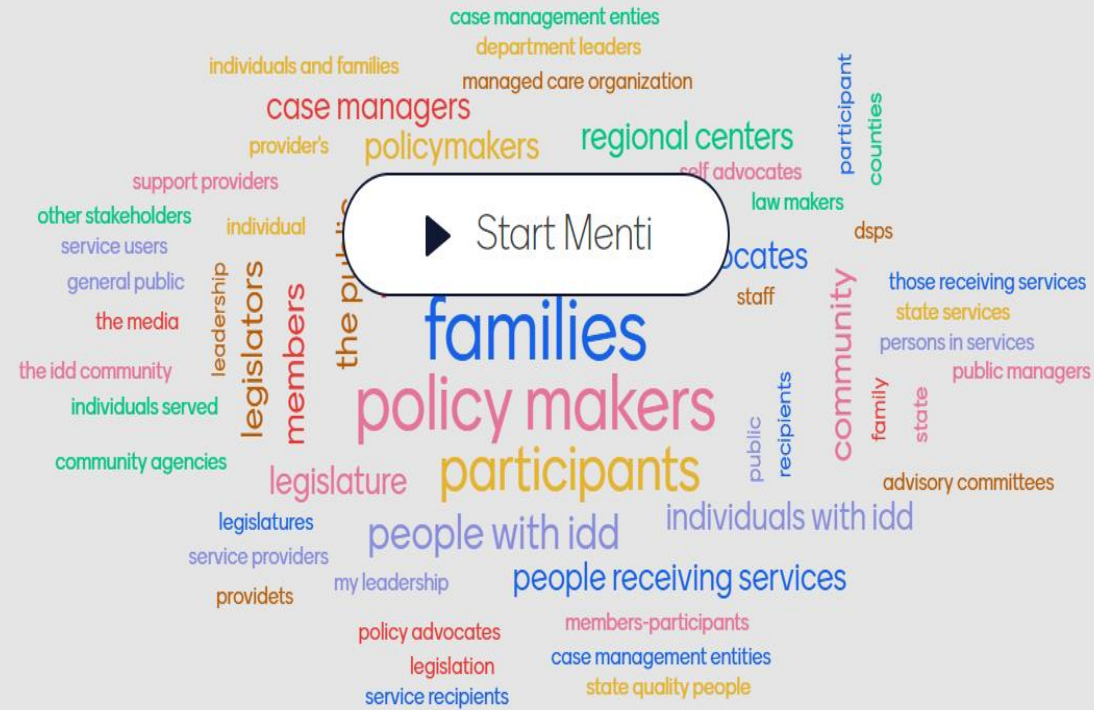 case management enties
department leaders
individuals and families
managed care organization
participant
counties
case managers
regional centers
provider's
policymakers
self advocates
support providers
law makers
other stakeholders
individual
Start Menti
dsps
service users
general public
leadership
legislators
members
staff
community
those receiving services
state services
the media
families
persons in services
the idd community
public managers
individuals served
policy makers
public
recipients
family
state
community agencies
legislature
participants
advisory committees
legislatures
people with idd
individuals with idd
service providers
my leadership
people receiving services
providets
policy advocates
members-participants
legislation
case management entities
service recipients
state quality people